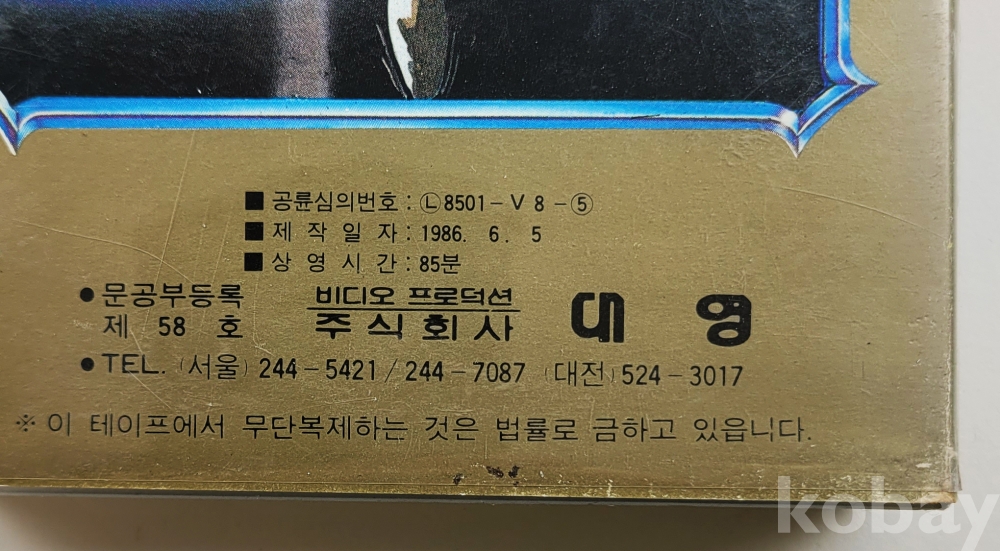 ■ 공륜심의번호 : Ⓛ8501-V8-⑤
■ 제작일자 : 1986. 6. 5
■ 상영시간 : 85분
● 문공부등록
제 58 호
비디오 프로덕션
주식회사
대영
● TEL. (서울) 244-5421 / 244-7087 (대전) 524-3017
※ 이 테이프에서 무단복제하는 것은 법률로 금하고 있읍니다.
kobay